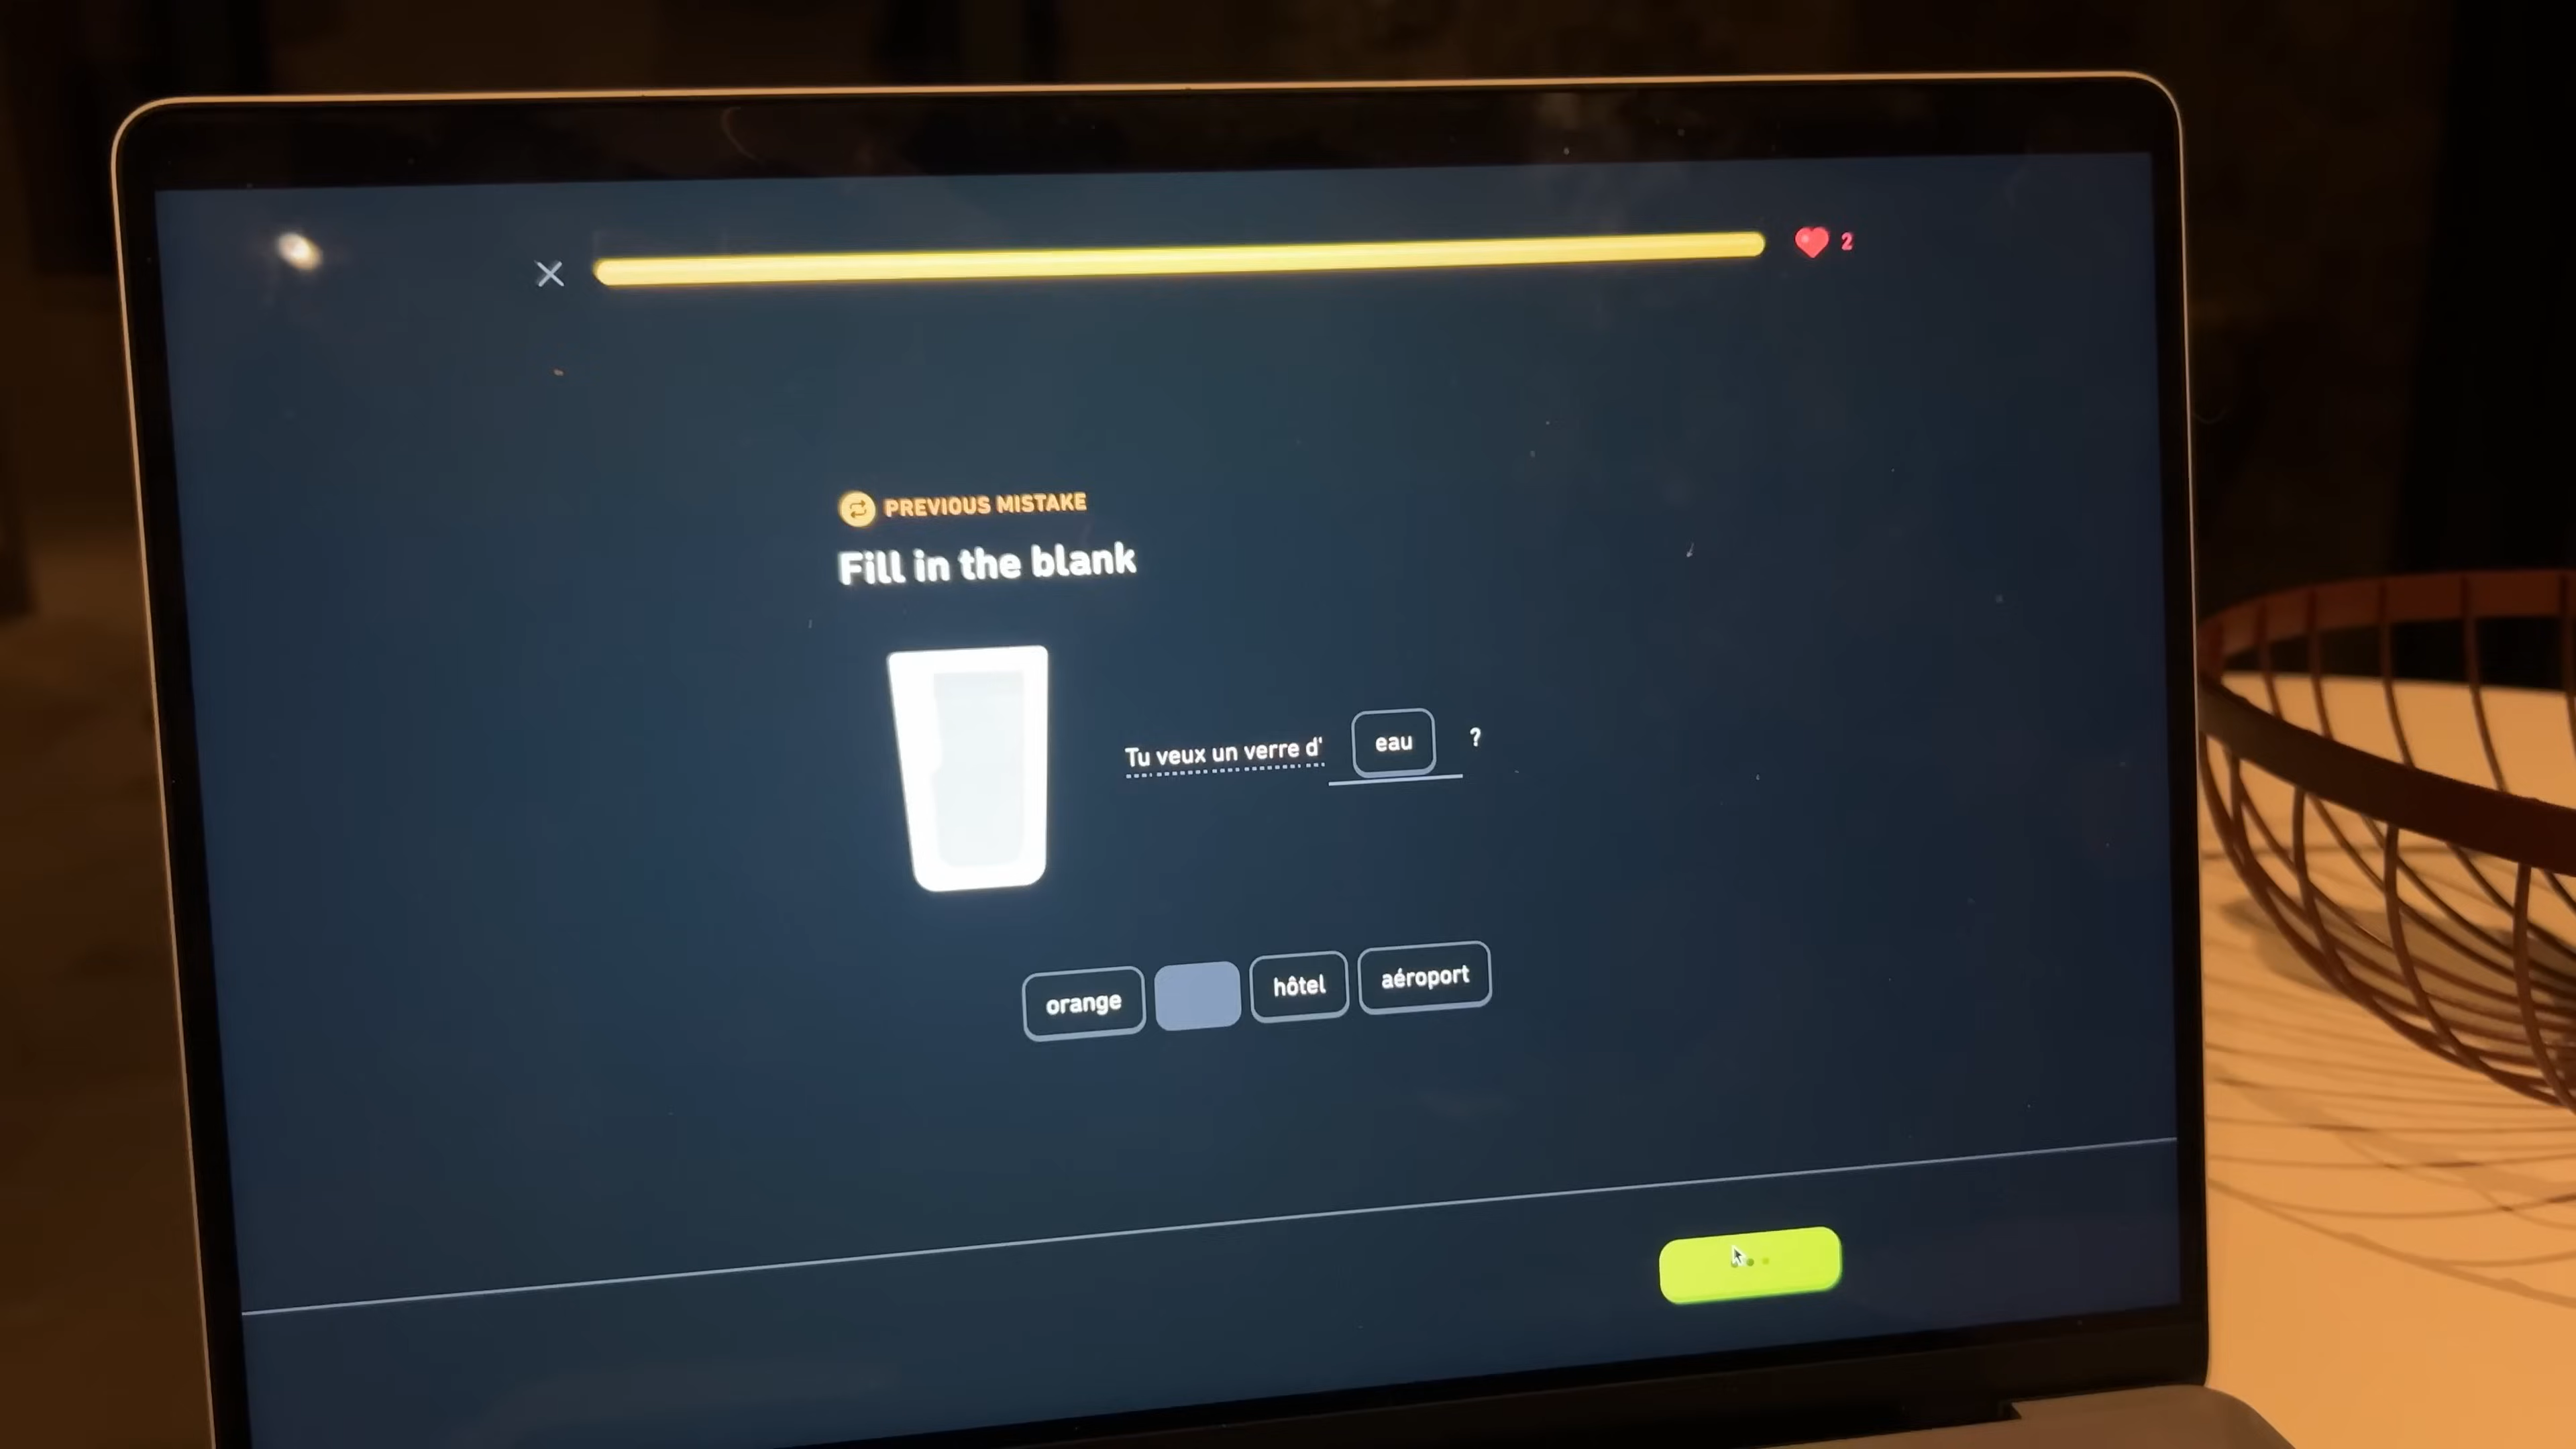 2
PREVIOUS MISTAKE
Fill in the blank
Tu veux un verre d' eau ?
orange hôtel aéroport